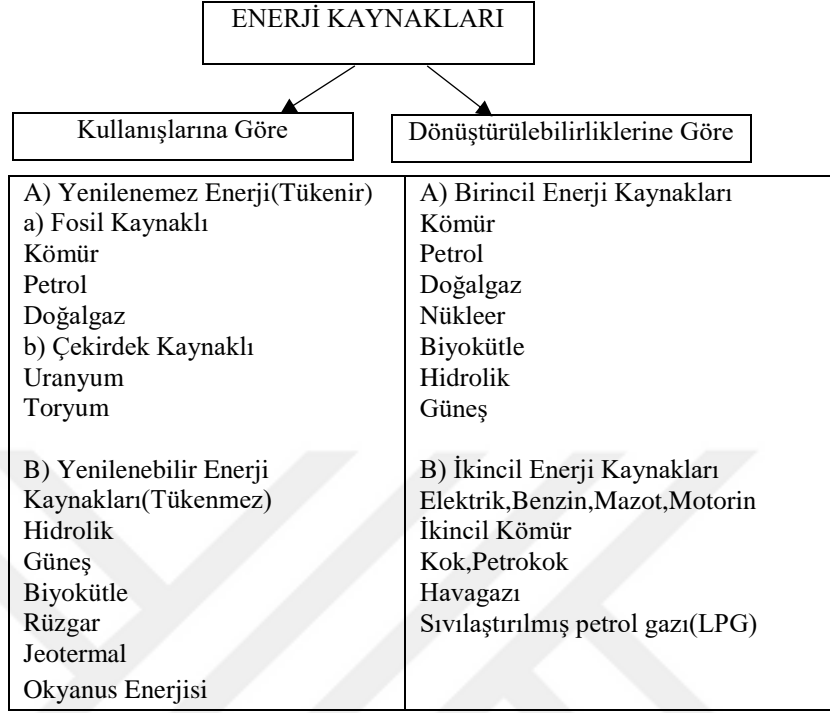 ENERJİ KAYNAKLARI
Kullanışlarına Göre
Dönüştürülebilirliklerine Göre
A) Yenilenemez Enerji(Tükenir)
a) Fosil Kaynaklı
Kömür
Petrol
Doğalgaz
b) Çekirdek Kaynaklı
Uranyum
Toryum
B) Yenilenebilir Enerji
Kaynakları(Tükenmez)
Hidrolik
Güneş
Biyokütle
Rüzgar
Jeotermal
Okyanus Enerjisi
A) Birincil Enerji Kaynakları
Kömür
Petrol
Doğalgaz
Nükleer
Biyokütle
Hidrolik
Güneş
B) İkincil Enerji Kaynakları
Elektrik,Benzin,Mazot,Motorin
İkincil Kömür
Kok,Petrokok
Havagazı
Sıvılaştırılmış petrol gazı(LPG)